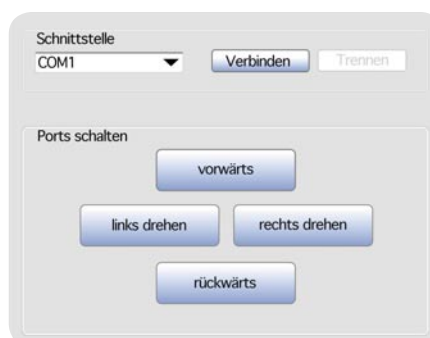 Schnittstelle
COM1 Verbinden Trennen
Ports schalten
vorwärts
links drehen rechts drehen
rückwärts